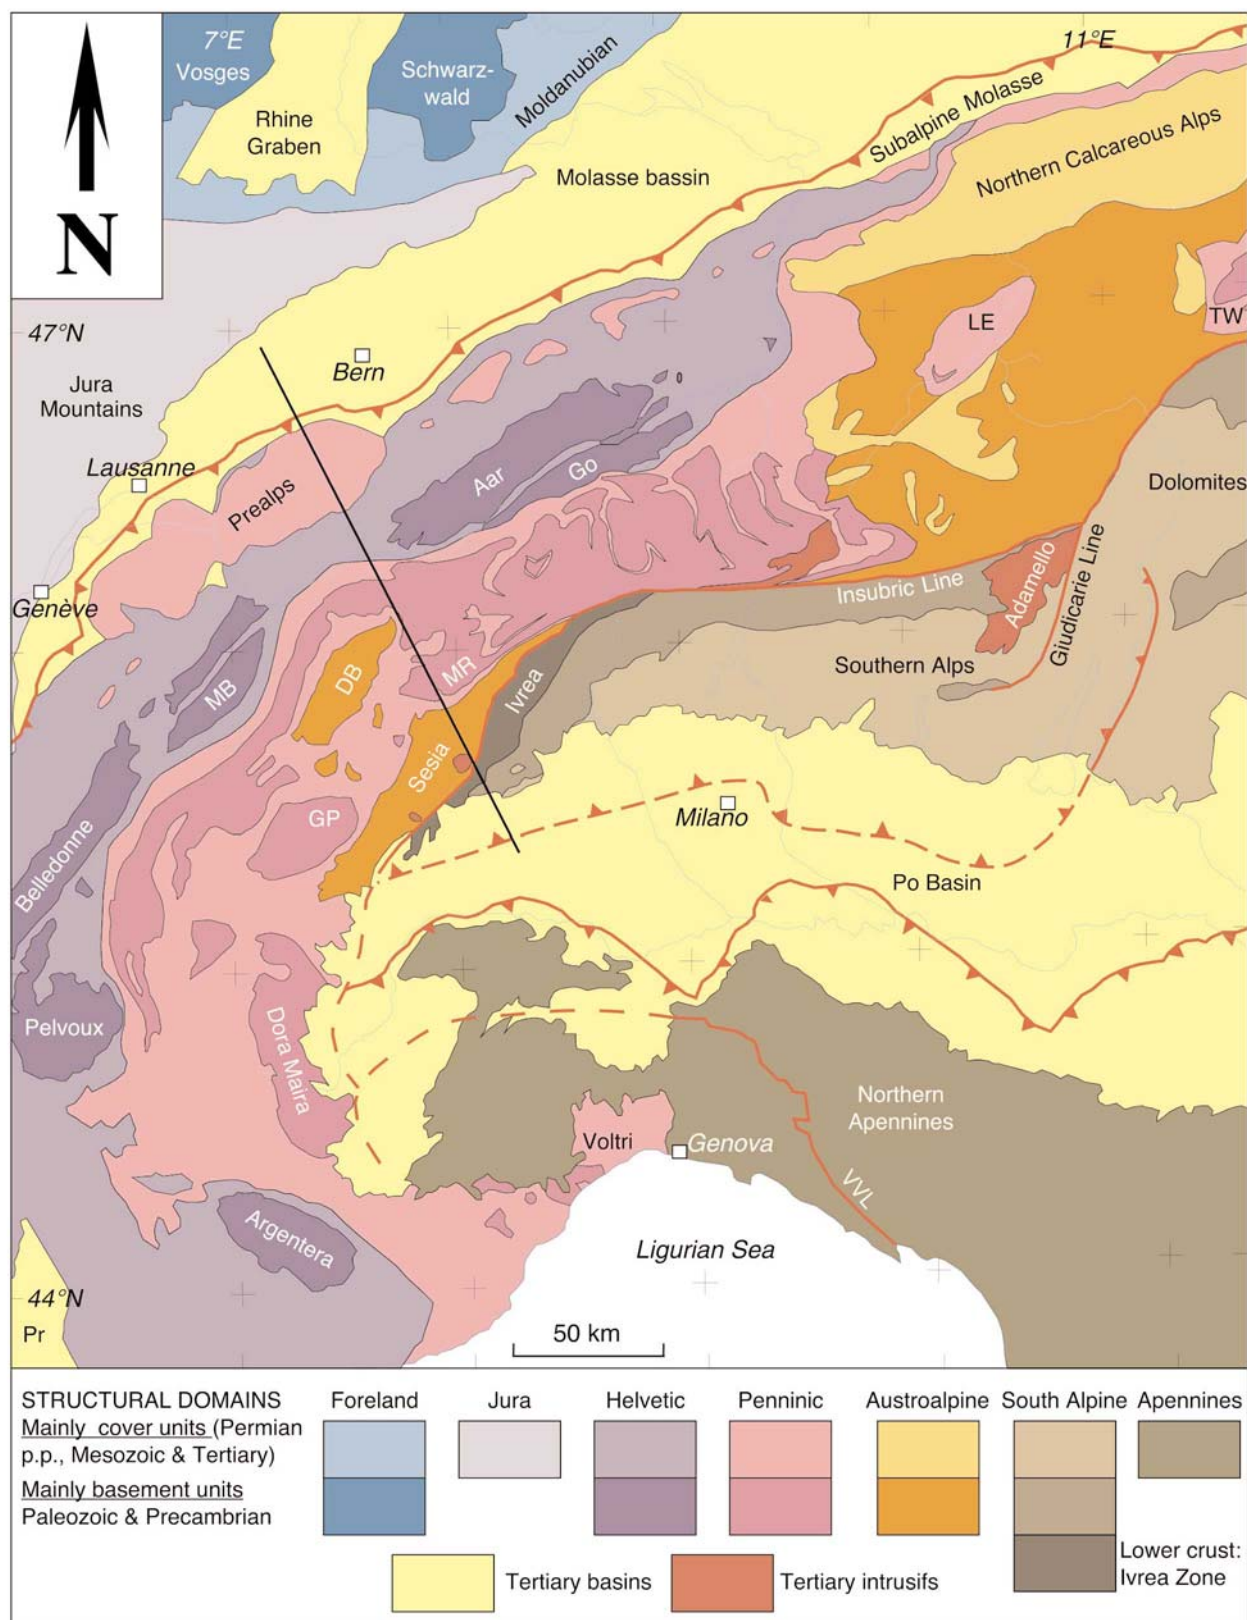 7°E
11°E
Vosges
Schwarz-
wald
Moldanubian
Rhine
Graben
Subalpine Molasse
Molasse bassin
Northern Calcareous Alps
N
47°N
LE
TW
Bern
Jura
Mountains
Lausanne
Aar
Go
Dolomites
Prealps
Genève
Insubric Line
Adamello
Giudicarie Line
Southern Alps
MB
DB
MR
Ivrea
Sesia
GP
Milano
Belledonne
Po Basin
Pelvoux
Dora Maira
Northern
Apennines
Voltri
Genova
VVL
Argentera
Ligurian Sea
44°N
Pr
50 km
STRUCTURAL DOMAINS
Foreland
Jura
Helvetic
Penninic
Austroalpine
South Alpine
Apennines
Mainly cover units (Permian
p.p., Mesozoic & Tertiary)
Mainly basement units
Paleozoic & Precambrian
Lower crust:
Ivrea Zone
Tertiary basins
Tertiary intrusifs